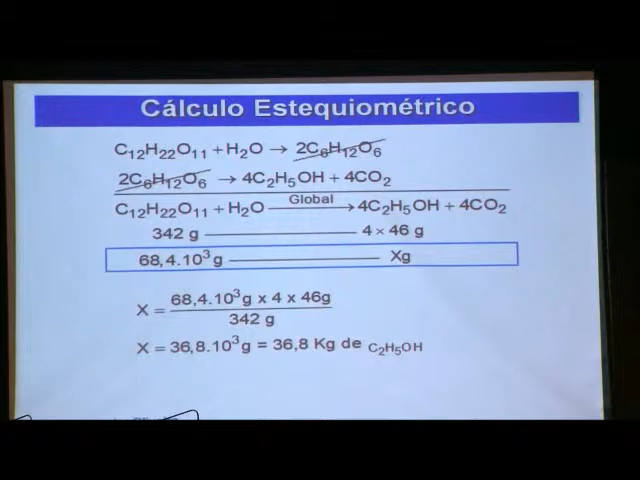 Cálculo Estequiométrico
C₁₂H₂₂O₁₁ + H₂O → 2C₆H₁₂O₆
2C₆H₁₂O₆ → 4C₂H₅OH + 4CO₂
C₁₂H₂₂O₁₁ + H₂O Global → 4C₂H₅OH + 4CO₂
342 g 4 × 46 g
68,4.10³g Xg
X = 68,4.10³g x 4 x 46g
342 g
X = 36,8.10³g = 36,8 Kg de C₂H₅OH